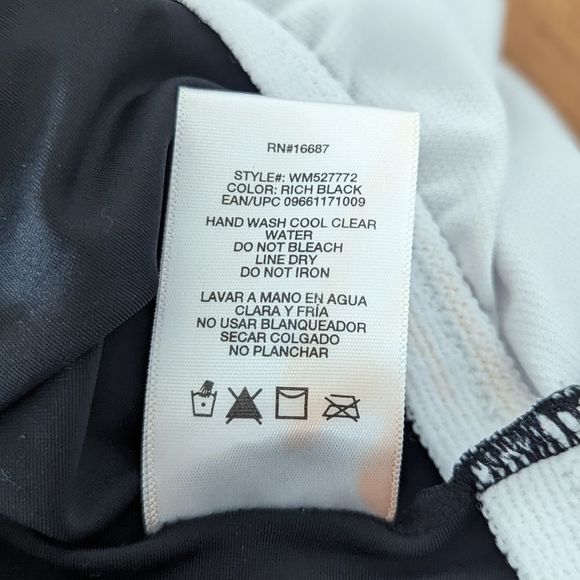 RN#16687
STYLE#: WM527772
COLOR: RICH BLACK
EAN/UPC 09661171009
HAND WASH COOL CLEAR
WATER
DO NOT BLEACH
LINE DRY
DO NOT IRON
LAVAR A MANO EN AGUA
CLARA Y FRÍA
NO USAR BLANQUEADOR
SECAR COLGADO
NO PLANCHAR